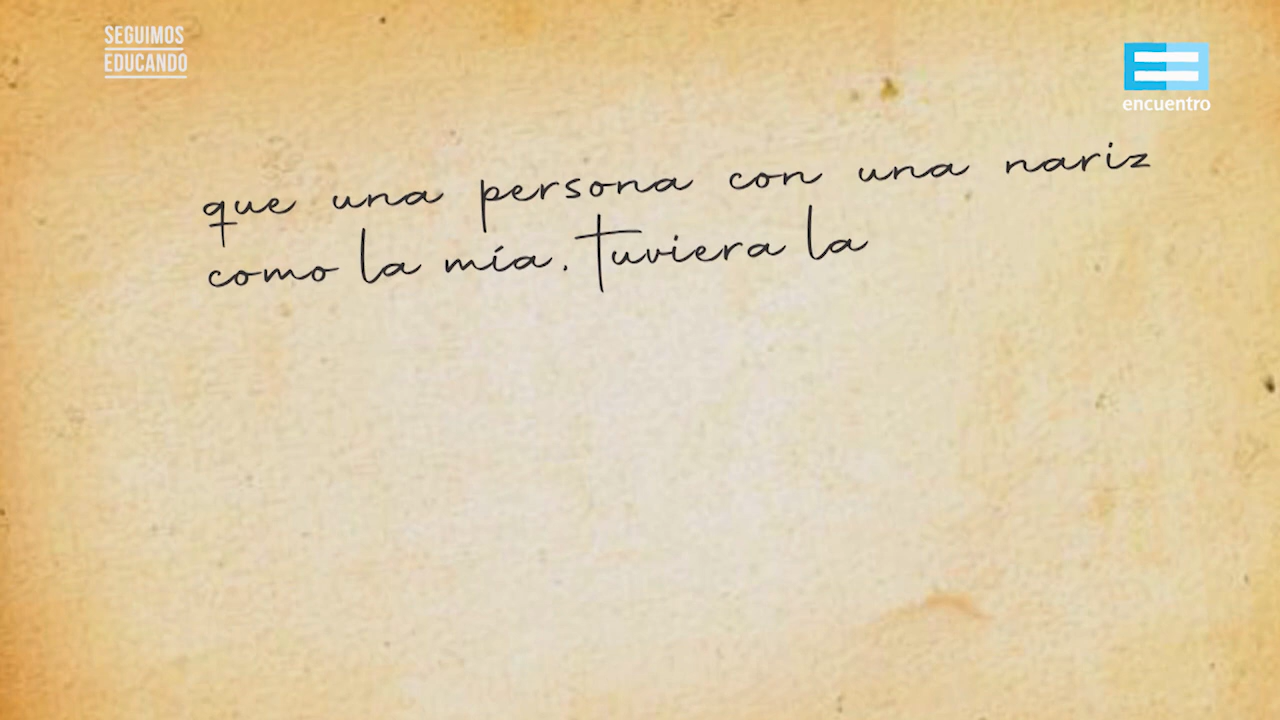 SEGUIMOS
EDUCANDO
encuentro
que una persona con una nariz
como la mía. Tuviera la